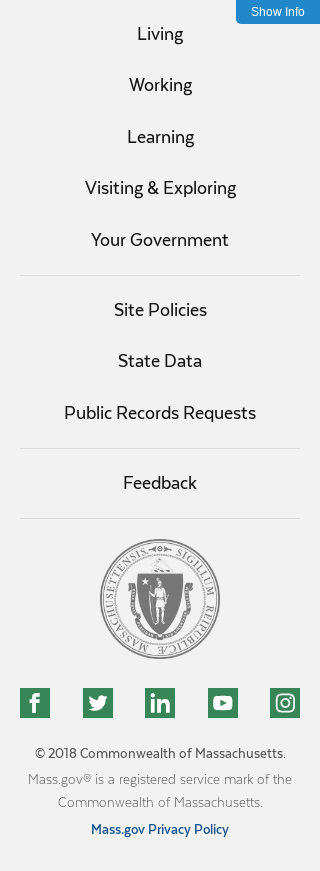 Show Info
Living
Working
Learning
Visiting & Exploring
Your Government
Site Policies
State Data
Public Records Requests
Feedback
SIGILLUM REIPUBLICÆ MASSACHUSETTENSIS
© 2018 Commonwealth of Massachusetts.
Mass.gov® is a registered service mark of the
Commonwealth of Massachusetts.
Mass.gov Privacy Policy